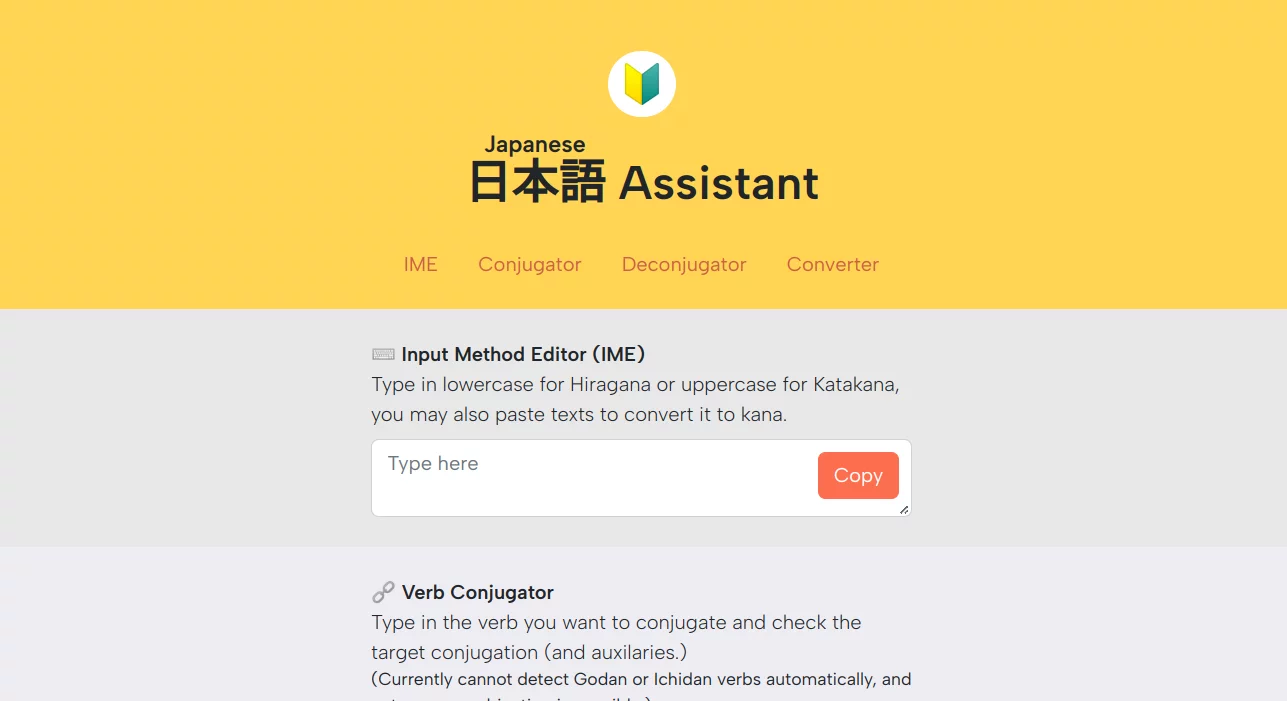 Japanese
日本語 Assistant
IME Conjugator Deconjugator Converter
Input Method Editor (IME)
Type in lowercase for Hiragana or uppercase for Katakana,
you may also paste texts to convert it to kana.
Type here
Copy
Verb Conjugator
Type in the verb you want to conjugate and check the
target conjugation (and auxilaries.)
(Currently cannot detect Godan or Ichidan verbs automatically, and